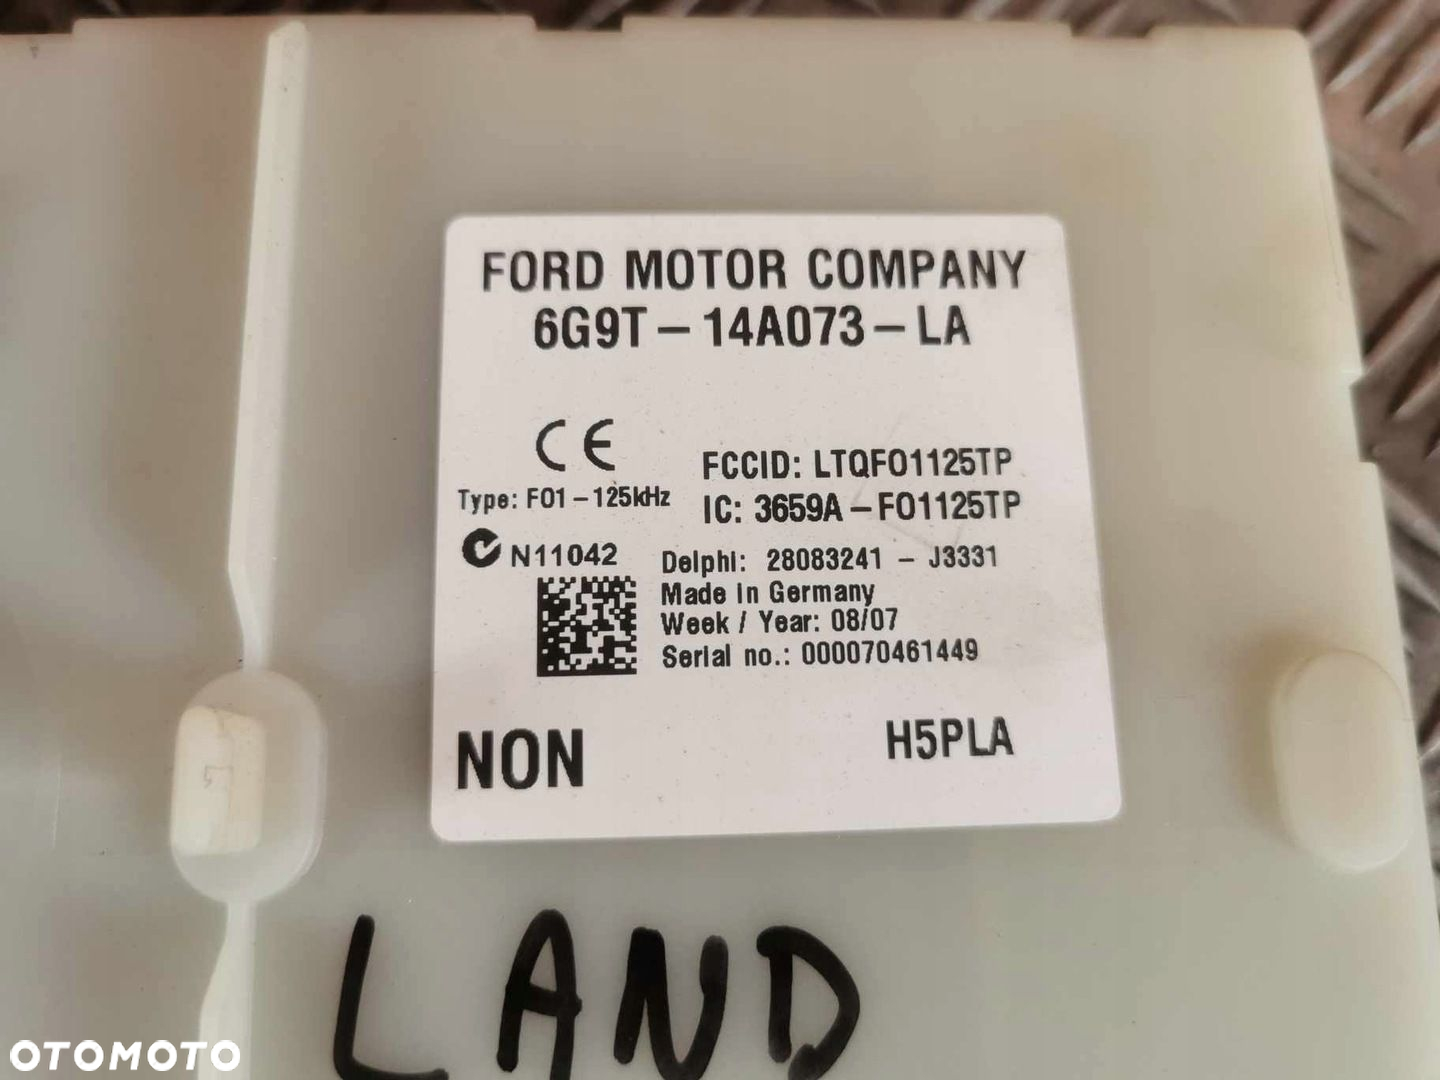 FORD MOTOR COMPANY
6G9T – 14A073 – LA
CE
FCCID: LTQFO1125TP
Type: FO1 – 125kHz
IC: 3659A – FO1125TP
N11042
Delphi: 28083241 – J3331
Made in Germany
Week / Year: 08/07
Serial no.: 000070461449
NON
H5PLA
LAND
OTOMOTO